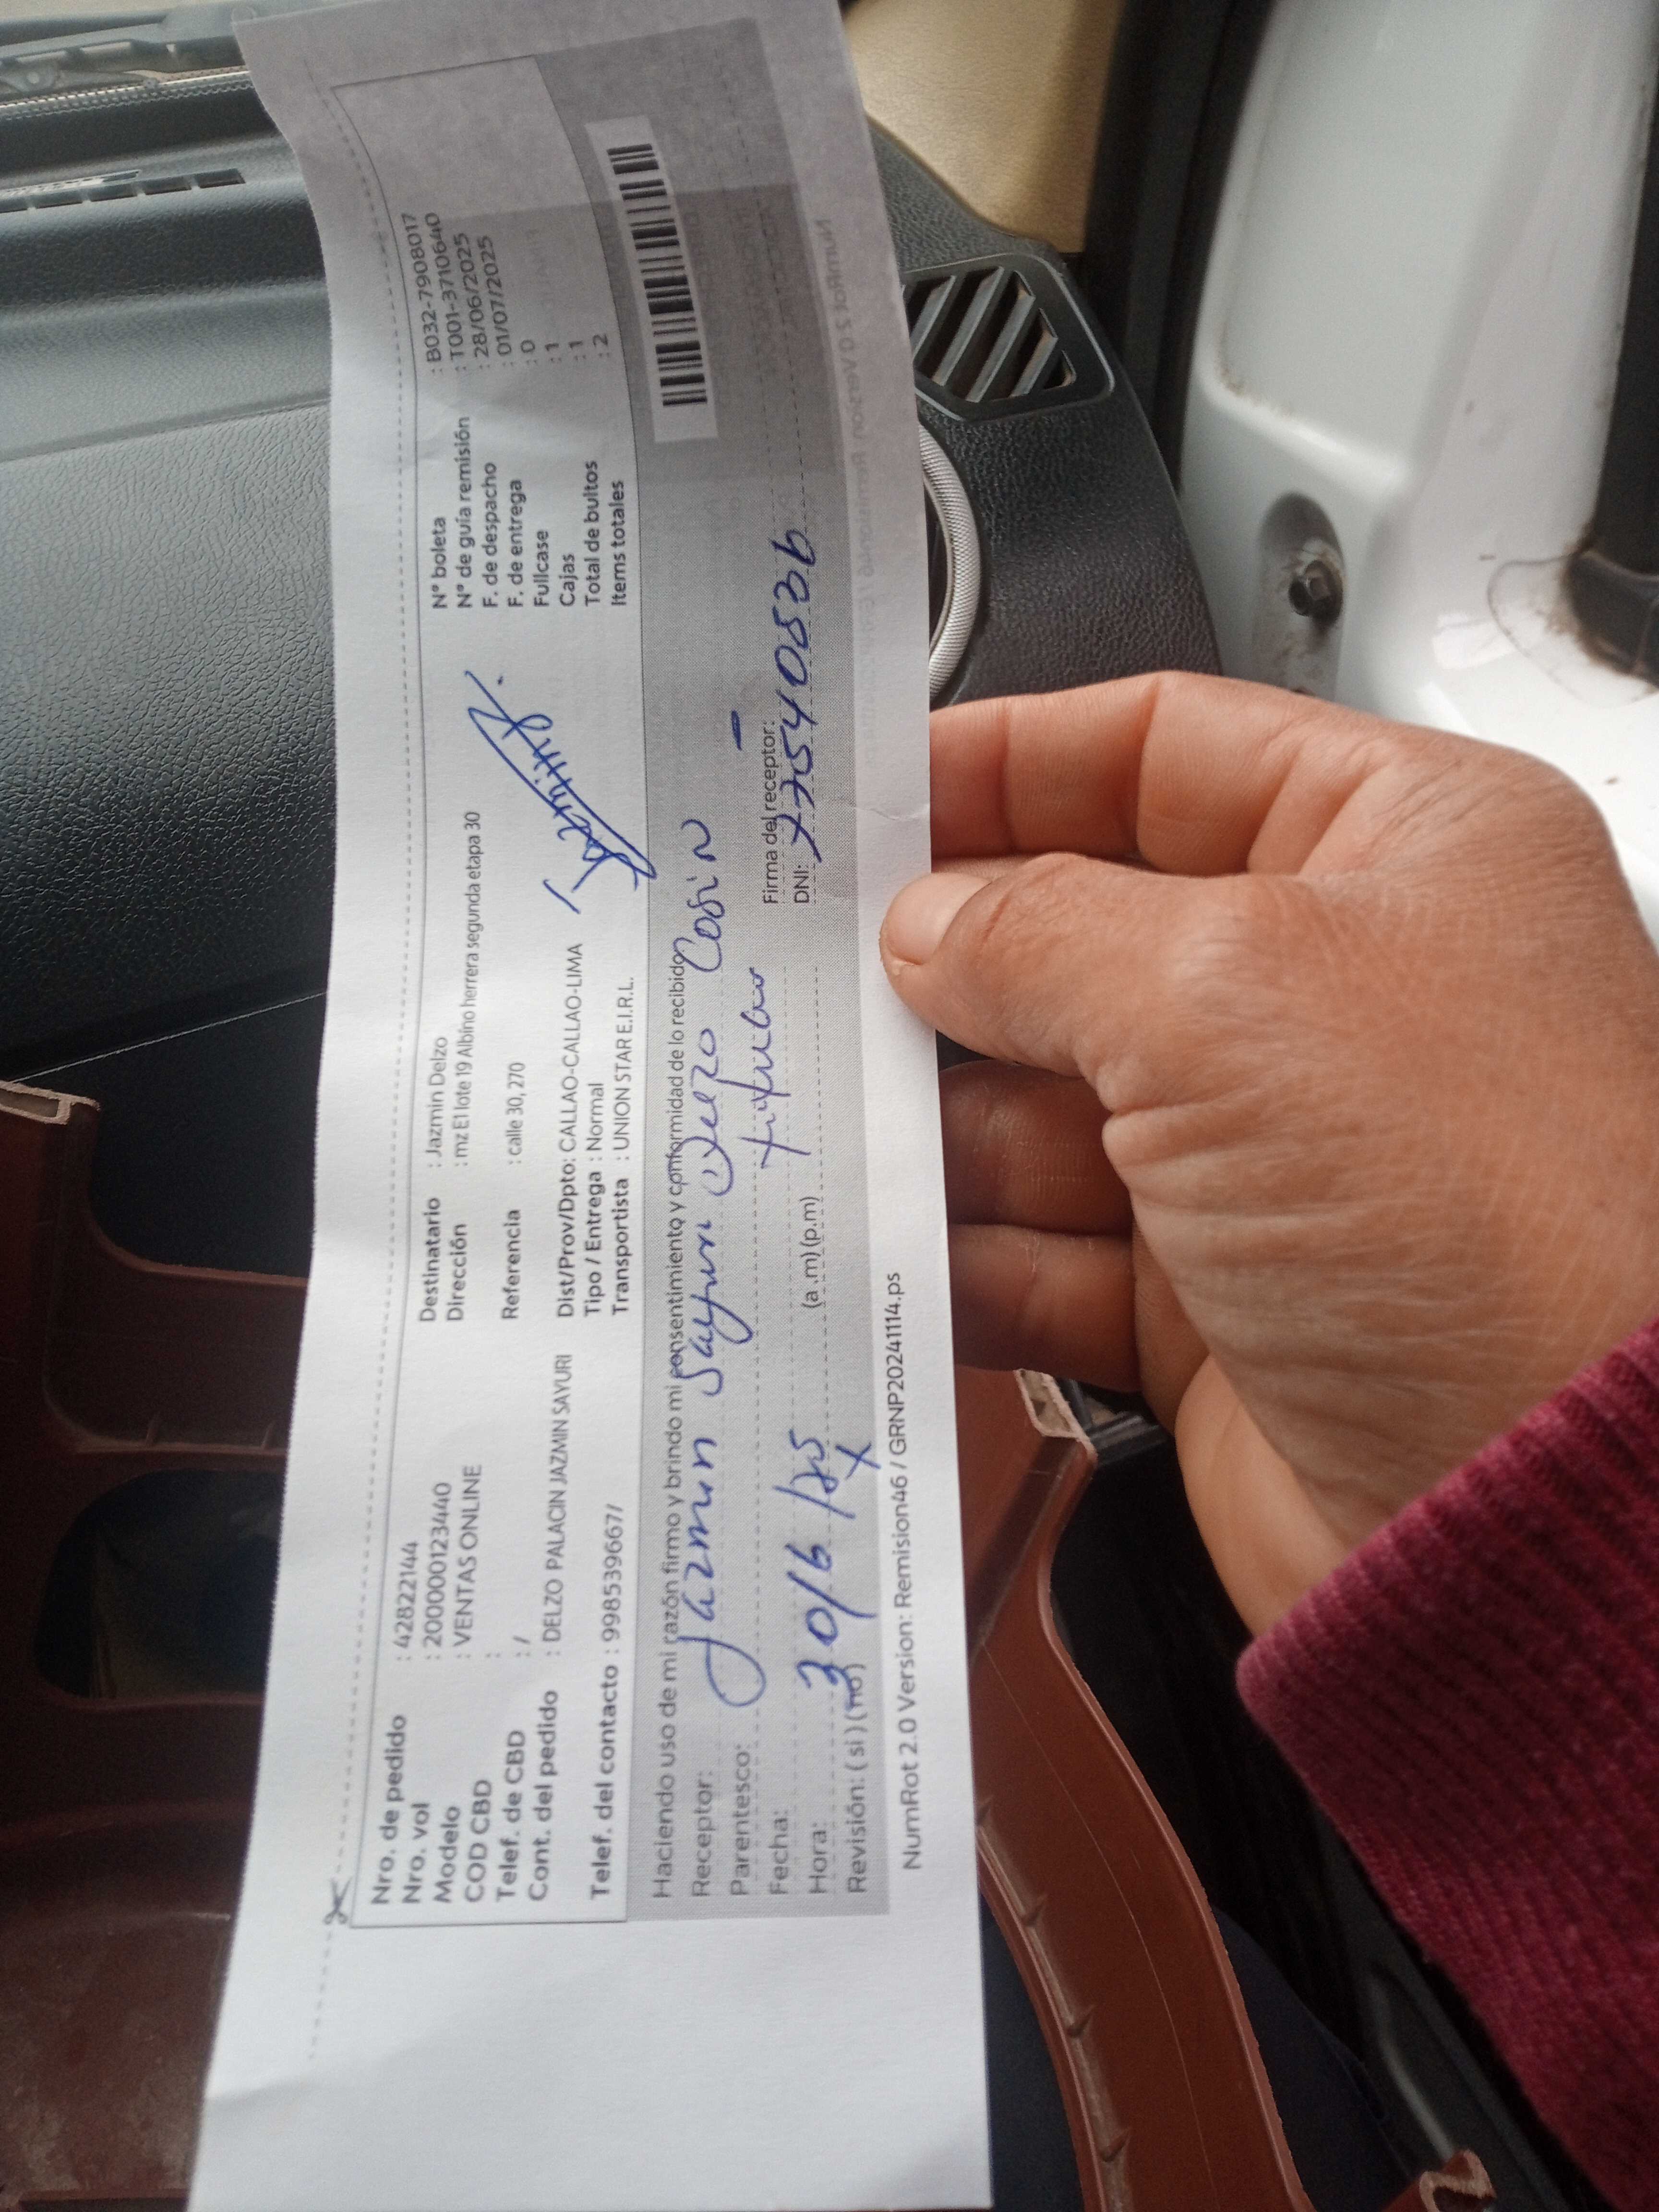 Nro. de pedido : 42822144
Nro. vol : 200000123440
Modelo : VENTAS ONLINE
COD CBD :
Telef. de CBD : /
Cont. del pedido : DELZO PALACIN JAZMIN SAYURI
Telef. del contacto : 998539667/
Destinatario : Jazmin Delzo
Dirección : mz E1 lote 19 Albino herrera segunda etapa 30
Referencia : calle 30, 270
Dist/Prov/Dpto: CALLAO-CALLAO-LIMA
Tipo / Entrega : Normal
Transportista : UNION STAR E.I.R.L.
N° boleta : B032-7908017
N° de guía remisión : T001-3710640
F. de despacho : 28/06/2025
F. de entrega : 01/07/2025
Fullcase : 0
Cajas : 1
Total de bultos : 1
Items totales : 2
Haciendo uso de mi razón firmo y brindo mi consentimiento y conformidad de lo recibido
Receptor: Jazmin Sayuri
Parentesco: titular
Fecha: 30/6/25
Firma del receptor:
Hora: (a .m) (p.m)
DNI: 77540536
Revisión: ( si ) ( no ) X
NumRot 2.0 Version: Remision46 / GRNP20241114.ps